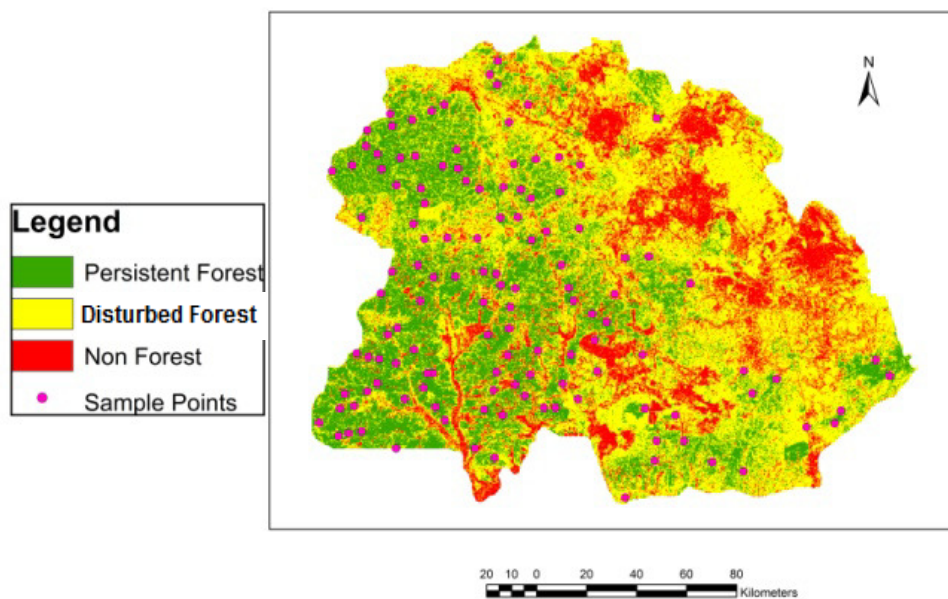 N
Legend
Persistent Forest
Disturbed Forest
Non Forest
Sample Points
20 10 0 20 40 60 80
Kilometers